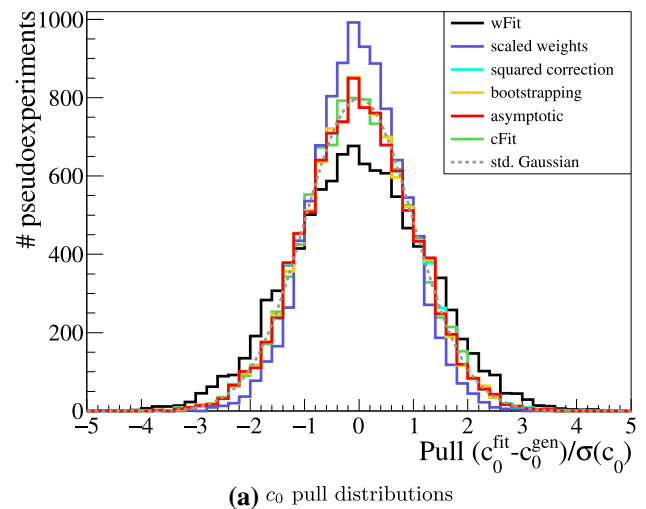 # pseudoexperiments
1000
800
600
400
200
0
wFit
scaled weights
squared correction
bootstrapping
asymptotic
cFit
std. Gaussian
−5 −4 −3 −2 −1 0 1 2 3 4 5
Pull (c₀ᶠⁱᵗ-c₀ᵍᵉⁿ)/σ(c₀)
(a) c₀ pull distributions